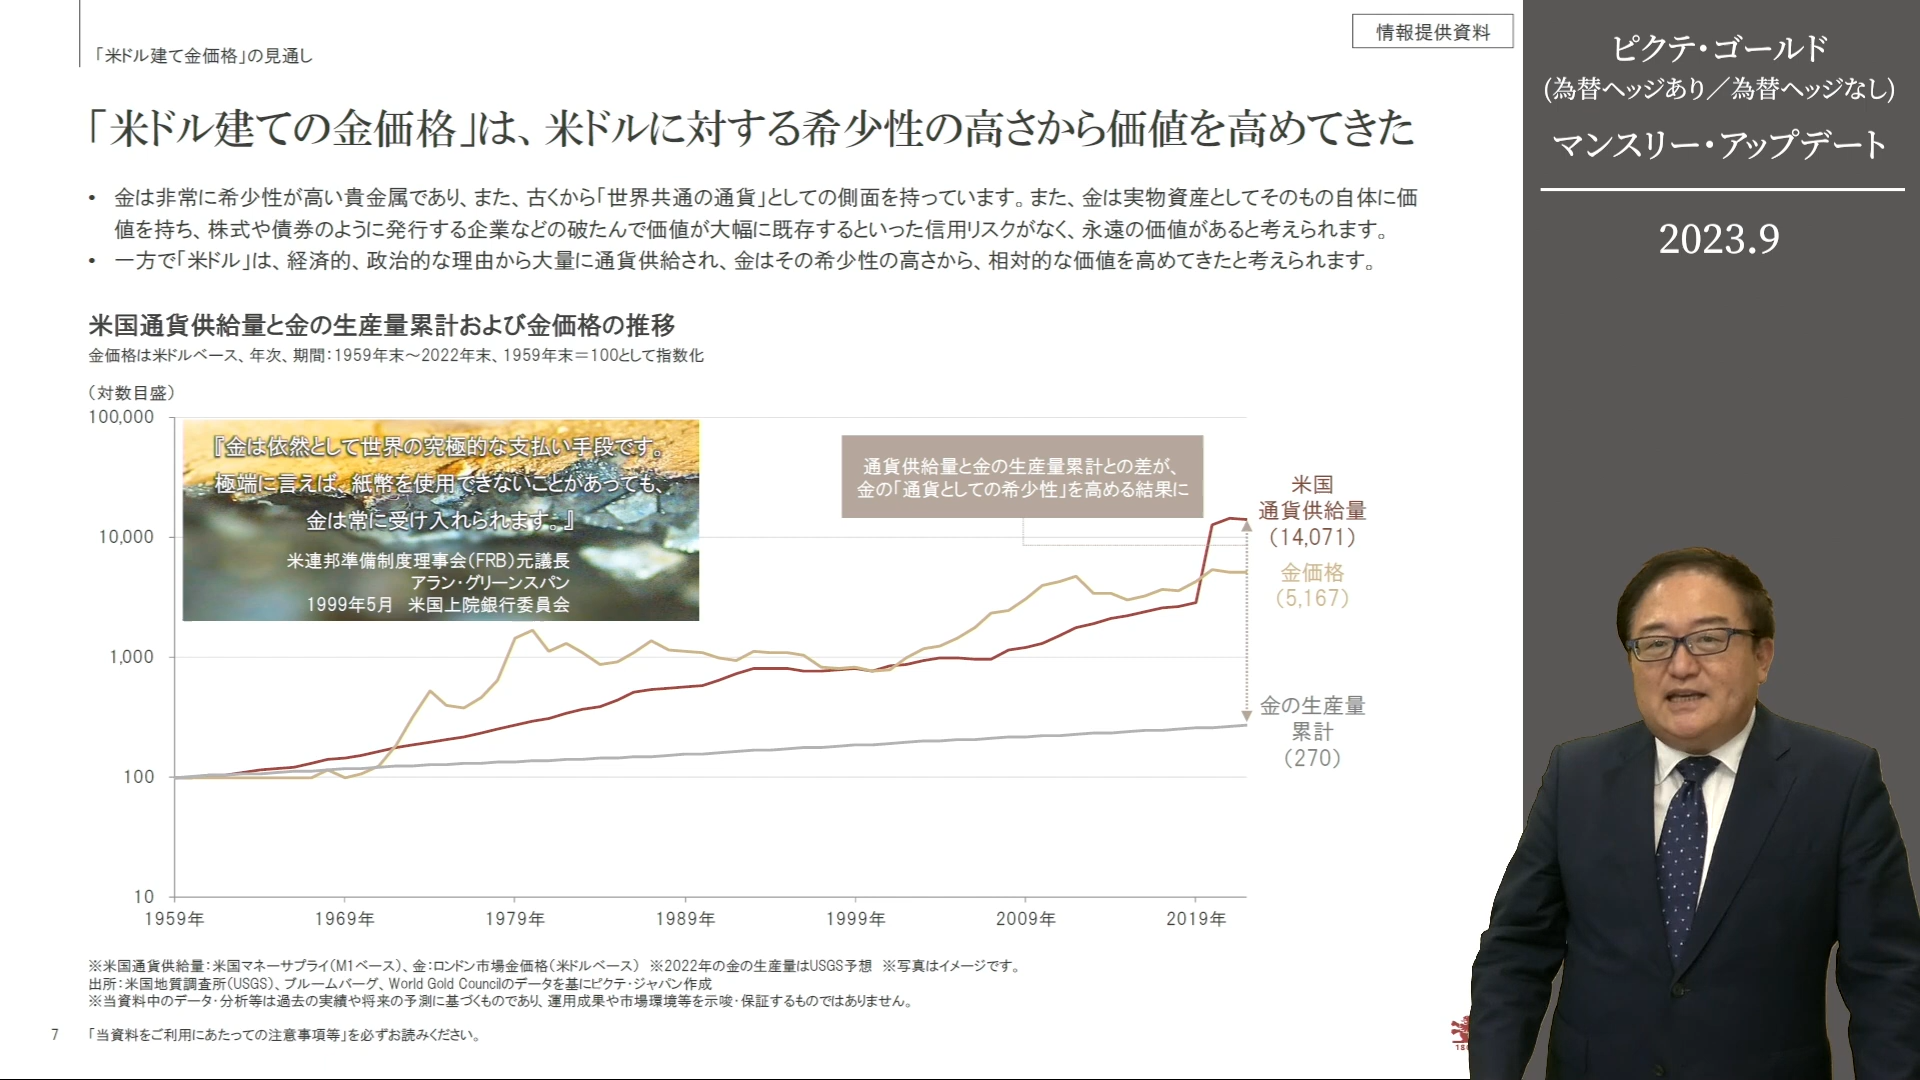 「米ドル建て金価格」の見通し
情報提供資料
「米ドル建ての金価格」は、米ドルに対する希少性の高さから価値を高めてきた
• 金は非常に希少性が高い貴金属であり、また、古くから「世界共通の通貨」としての側面を持っています。また、金は実物資産としてそのもの自体に価
値を持ち、株式や債券のように発行する企業などの破たんで価値が大幅に既存するといった信用リスクがなく、永遠の価値があると考えられます。
• 一方で「米ドル」は、経済的、政治的な理由から大量に通貨供給され、金はその希少性の高さから、相対的な価値を高めてきたと考えられます。
米国通貨供給量と金の生産量累計および金価格の推移
金価格は米ドルベース、年次、期間：1959年末～2022年末、1959年末＝100として指数化
（対数目盛）
100,000
10,000
1,000
100
10
『金は依然として世界の究極的な支払い手段です。
極端に言えば、紙幣を使用できないことがあっても、
金は常に受け入れられます。』
米連邦準備制度理事会（FRB）元議長
アラン・グリーンスパン
1999年5月　米国上院銀行委員会
通貨供給量と金の生産量累計との差が、
金の「通貨としての希少性」を高める結果に
米国
通貨供給量
（14,071）
金価格
（5,167）
金の生産量
累計
（270）
1959年 1969年 1979年 1989年 1999年 2009年 2019年
※米国通貨供給量：米国マネーサプライ（M1ベース）、金：ロンドン市場金価格（米ドルベース）　※2022年の金の生産量はUSGS予想　※写真はイメージです。
出所：米国地質調査所（USGS）、ブルームバーグ、World Gold Councilのデータを基にピクテ・ジャパン作成
※当資料中のデータ・分析等は過去の実績や将来の予測に基づくものであり、運用成果や市場環境等を示唆・保証するものではありません。
7 「当資料をご利用にあたっての注意事項等」を必ずお読みください。
ピクテ・ゴールド
(為替ヘッジあり／為替ヘッジなし)
マンスリー・アップデート
2023.9